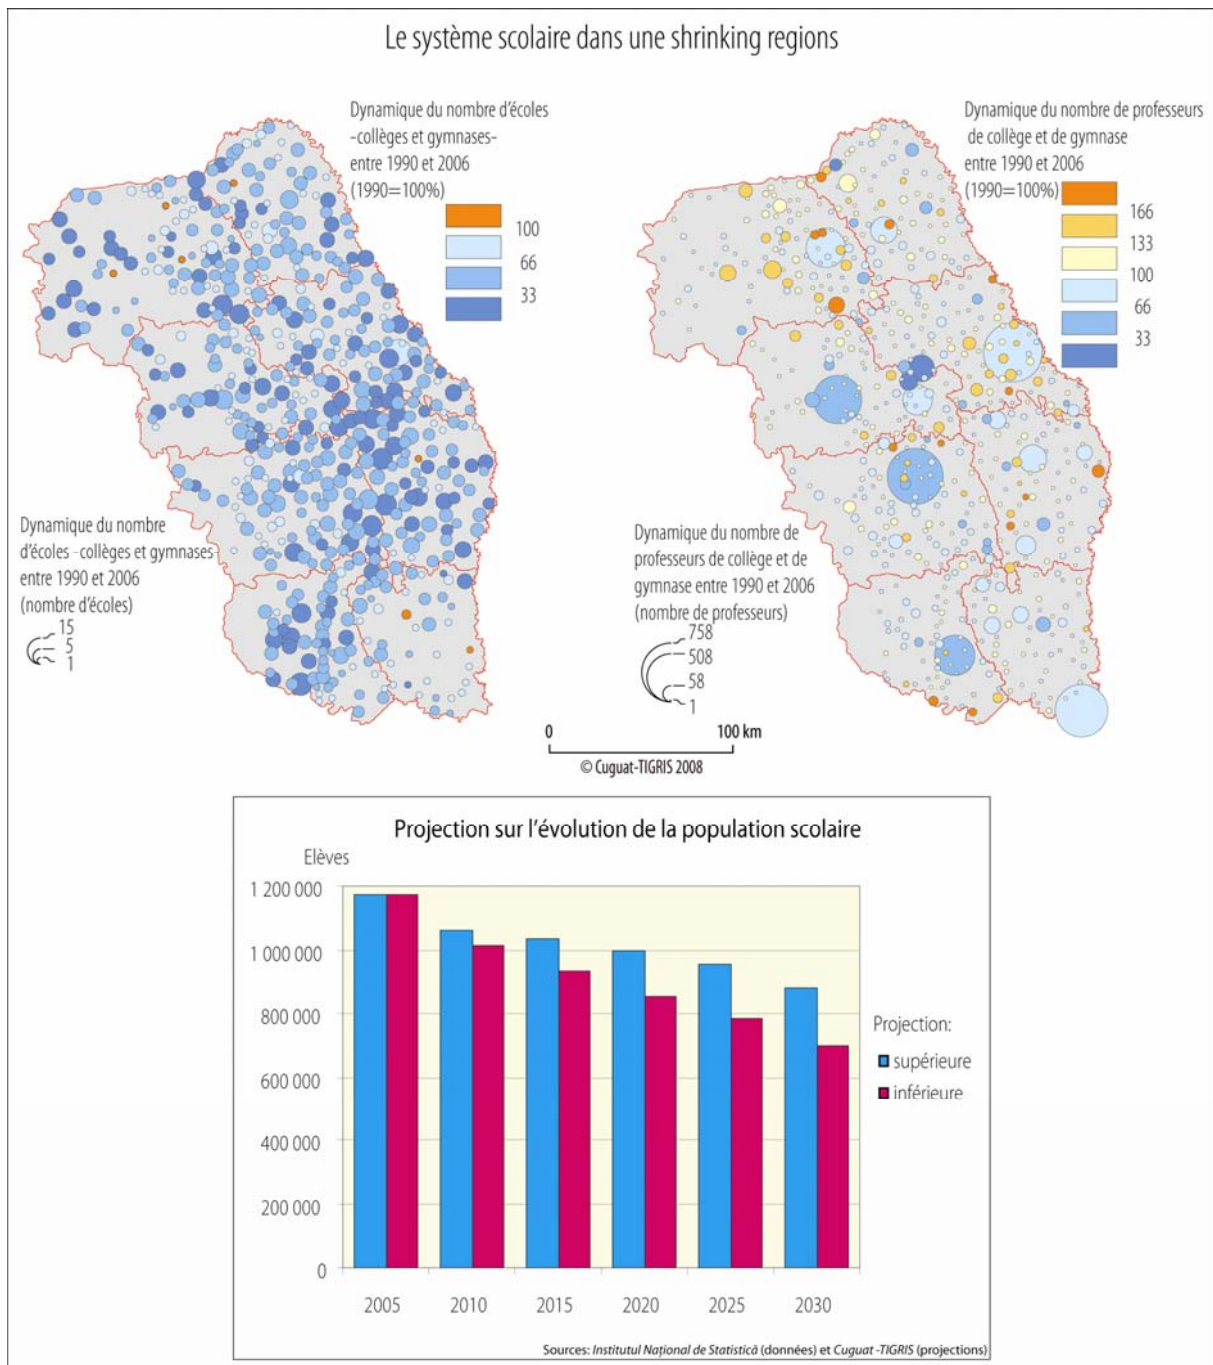 Le système scolaire dans une shrinking regions
Dynamique du nombre d'écoles
-collèges et gymnases-
entre 1990 et 2006
(1990=100%)
100
66
33
Dynamique du nombre de professeurs
de collège et de gymnase
entre 1990 et 2006
(1990=100%)
166
133
100
66
33
Dynamique du nombre
d'écoles -collèges et gymnases
entre 1990 et 2006
(nombre d'écoles)
15
5
1
Dynamique du nombre de
professeurs de collège et de
gymnase entre 1990 et 2006
(nombre de professeurs)
758
508
58
1
0 100 km
© Cuguat-TIGRIS 2008
Projection sur l'évolution de la population scolaire
Elèves
1 200 000
1 000 000
800 000
600 000
400 000
200 000
0
2005 2010 2015 2020 2025 2030
Projection:
supérieure
inférieure
Sources: Institutul Național de Statistică (données) et Cuguat -TIGRIS (projections)